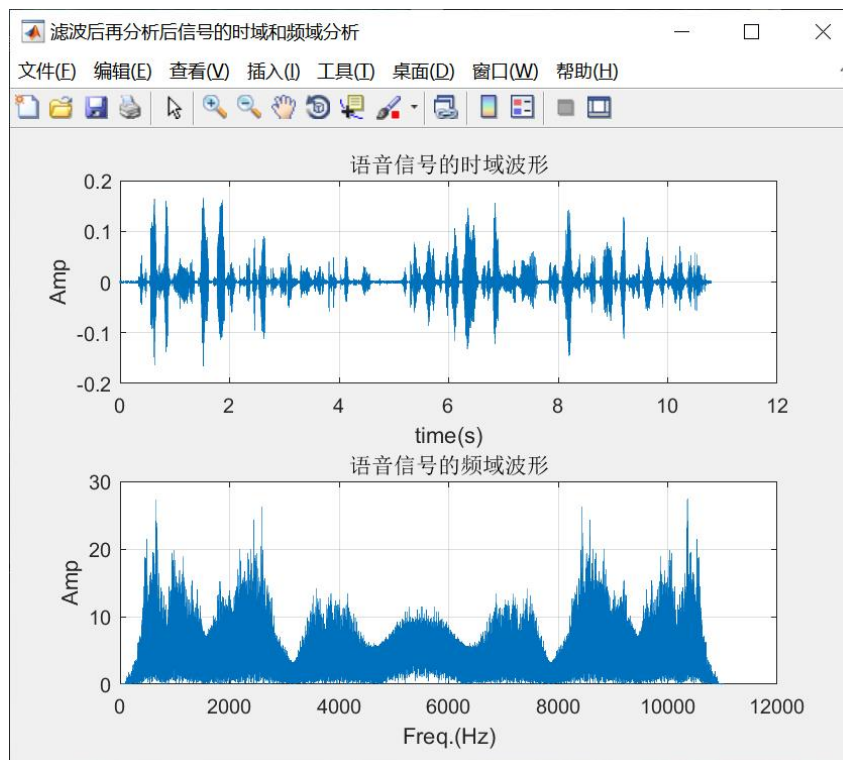 滤波后再分析后信号的时域和频域分析
文件(F) 编辑(E) 查看(V) 插入(I) 工具(T) 桌面(D) 窗口(W) 帮助(H)
语音信号的时域波形
0.2
0.1
0
-0.1
-0.2
Amp
0 2 4 6 8 10 12
time(s)
语音信号的频域波形
30
20
10
0
Amp
0 2000 4000 6000 8000 10000 12000
Freq.(Hz)